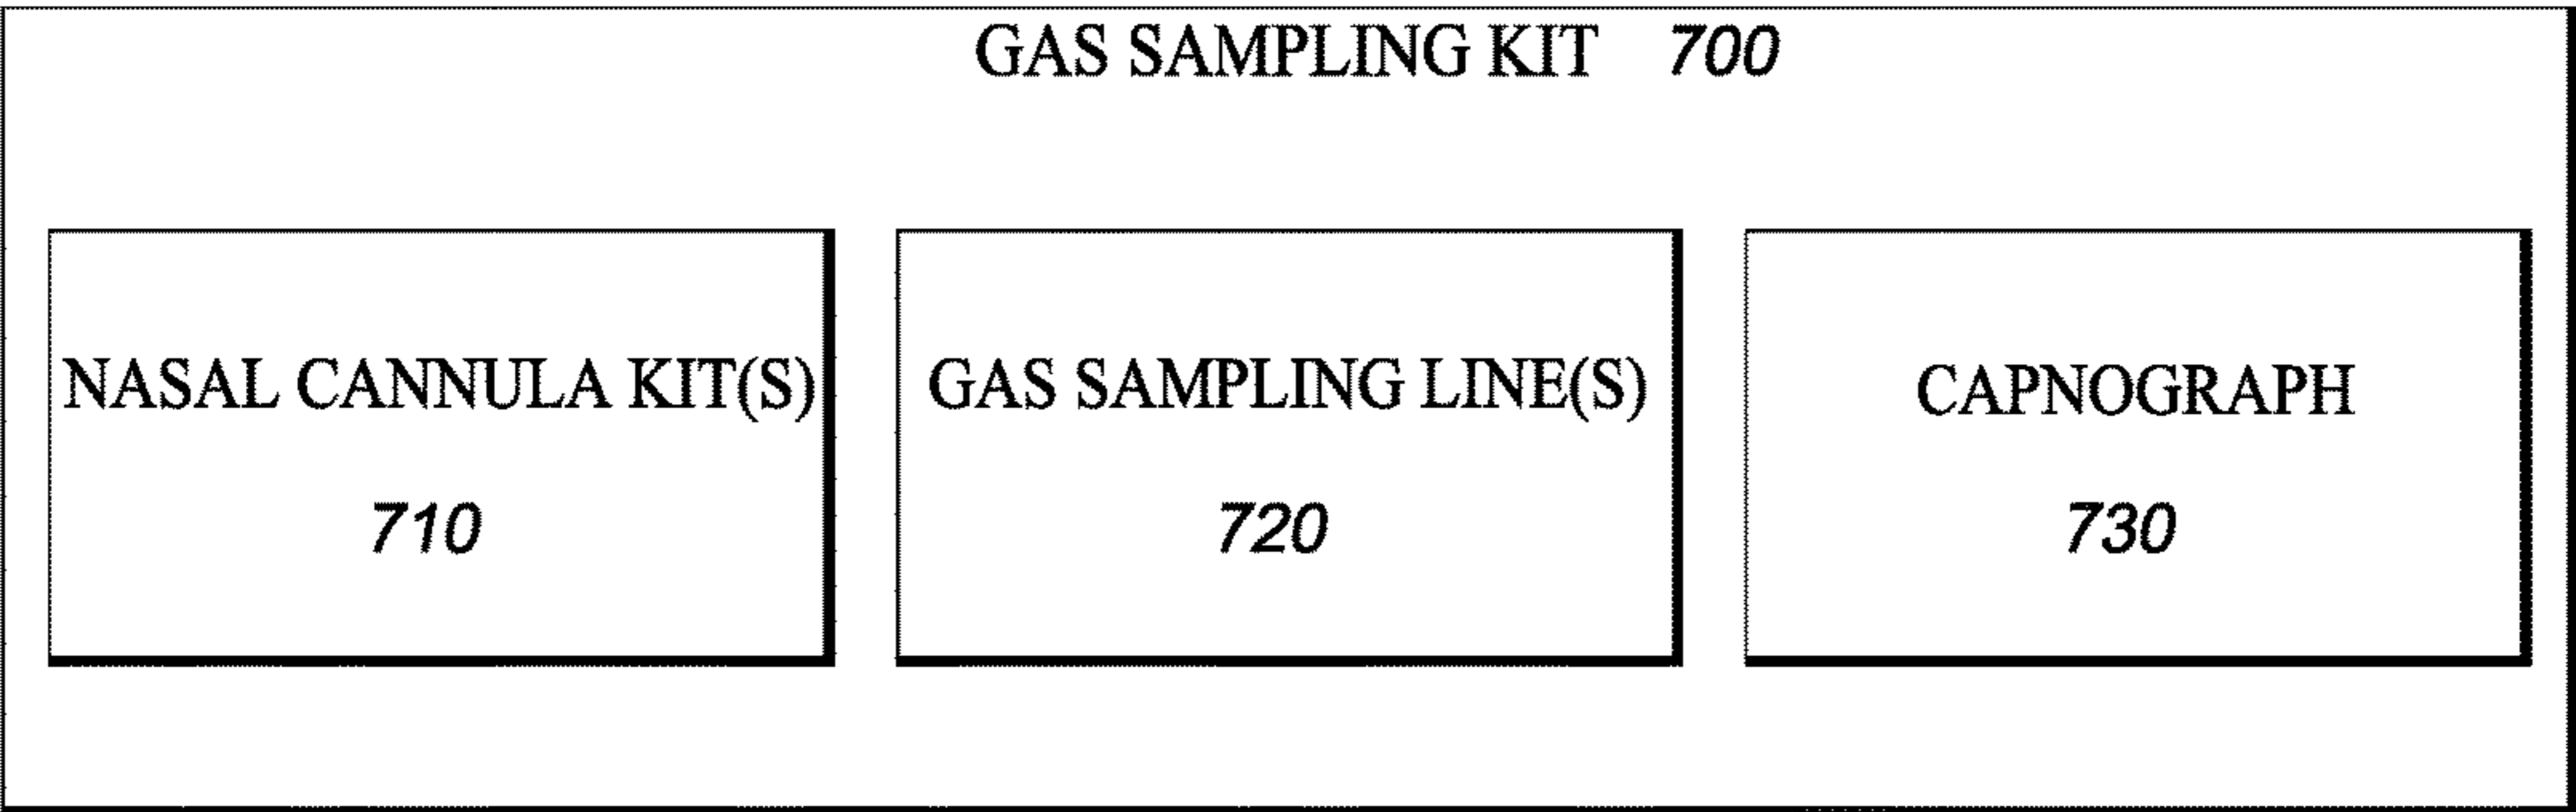 GAS SAMPLING KIT 700
NASAL CANNULA KIT(S)
710
GAS SAMPLING LINE(S)
720
CAPNOGRAPH
730